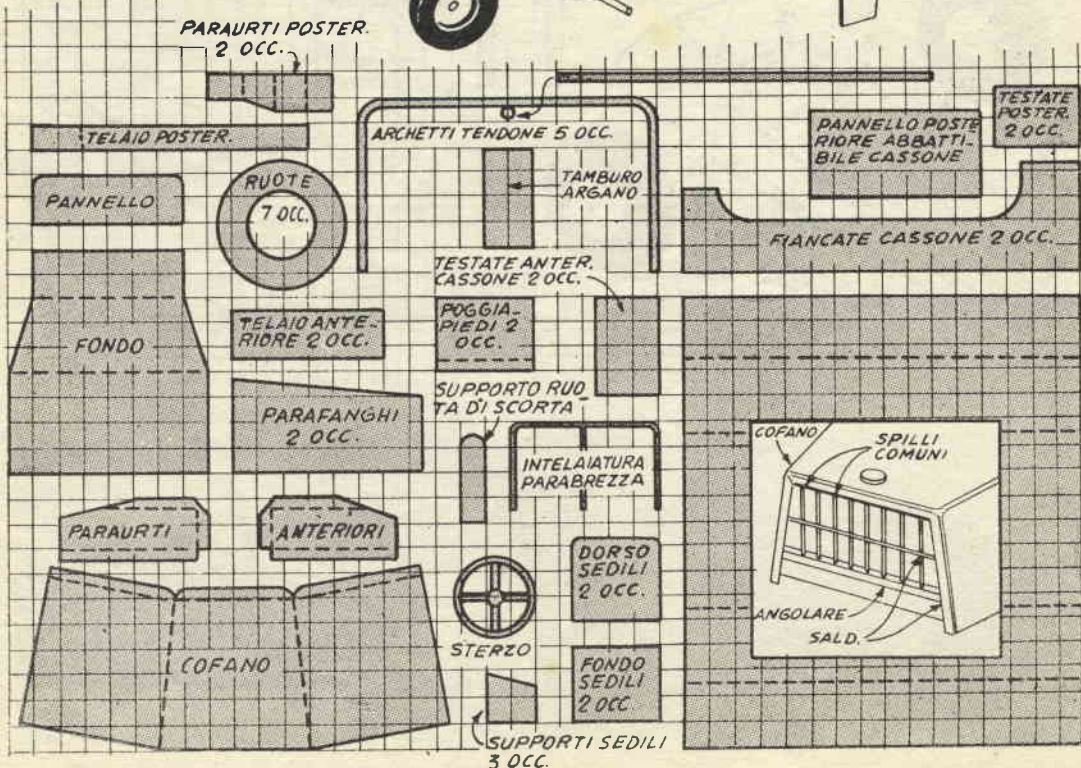 PARAURTI POSTER.
2 OCC.
TELAIO POSTER.
PANNELLO
RUOTE
7 OCC.
ARCHETTI TENDONE 5 OCC.
TAMBURO
ARGANO
PANNELLO POSTE
RIORE ABBATTI-
BILE CASSONE
TESTATE
POSTER.
2 OCC.
FIANCATE CASSONE 2 OCC.
TESTATE ANTER.
CASSONE 2 OCC.
FONDO
TELAIO ANTE-
RIORE 2 OCC.
POGGIA-
PIEDI 2
OCC.
PARAFANGHI
2 OCC.
SUPPORTO RUO
TA DI SCORTA
INTELAIATURA
PARABREZZA
PARAURTI
ANTERIORI
COFANO
STERZO
DORSO
SEDILI
2 OCC.
FONDO
SEDILI
2 OCC.
SUPPORTI SEDILI
3 OCC.
COFANO
SPILLI
COMUNI
ANGOLARE
SALD.